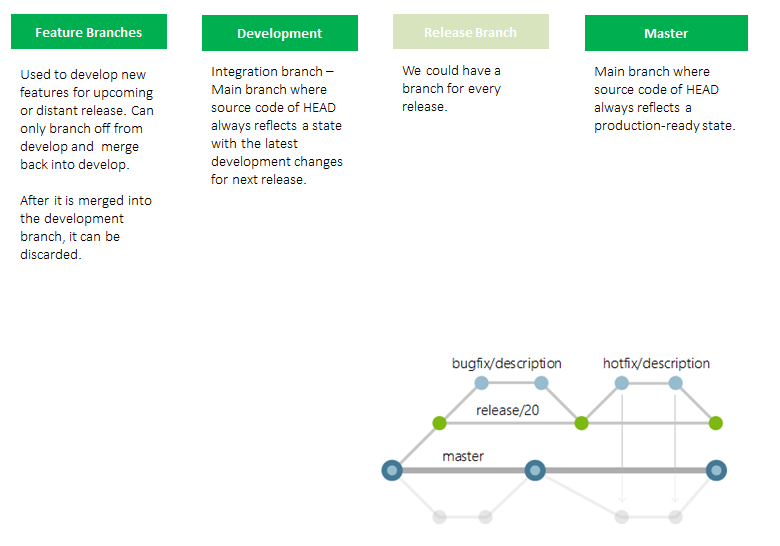 Feature Branches
Used to develop new
features for upcoming
or distant release. Can
only branch off from
develop and merge
back into develop.
After it is merged into
the development
branch, it can be
discarded.
Development
Integration branch –
Main branch where
source code of HEAD
always reflects a state
with the latest
development changes
for next release.
Release Branch
We could have a
branch for every
release.
Master
Main branch where
source code of HEAD
always reflects a
production-ready state.
bugfix/description
hotfix/description
release/20
master